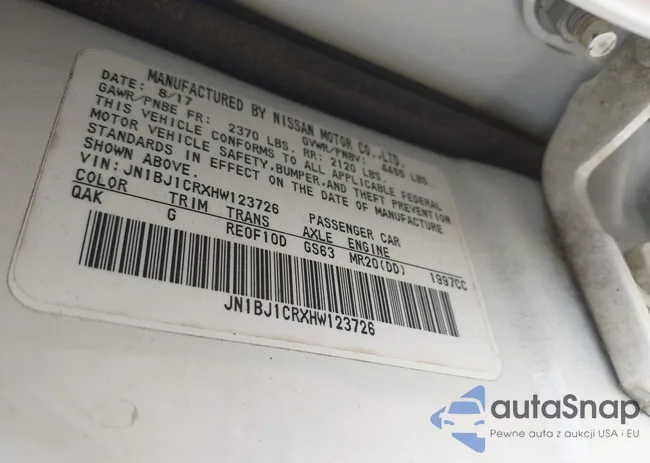 MANUFACTURED BY NISSAN MOTOR CO.,LTD.
DATE: 8/17 GVWR/PNBV: 4455 LBS.
GAWR/PNBE FR: 2370 LBS. RR: 2120 LBS.
THIS VEHICLE CONFORMS TO ALL APPLICABLE FEDERAL
MOTOR VEHICLE SAFETY,BUMPER,AND THEFT PREVENTION
STANDARDS IN EFFECT ON THE DATE OF MANUFACTURE
SHOWN ABOVE.
VIN: JN1BJ1CRXHW123726 PASSENGER CAR
COLOR TRIM TRANS AXLE ENGINE
QAK G RE0F10D GS63 MR20(DD) 1997CC
JN1BJ1CRXHW123726
autaSnap
Pewne auta z aukcji USA i EU